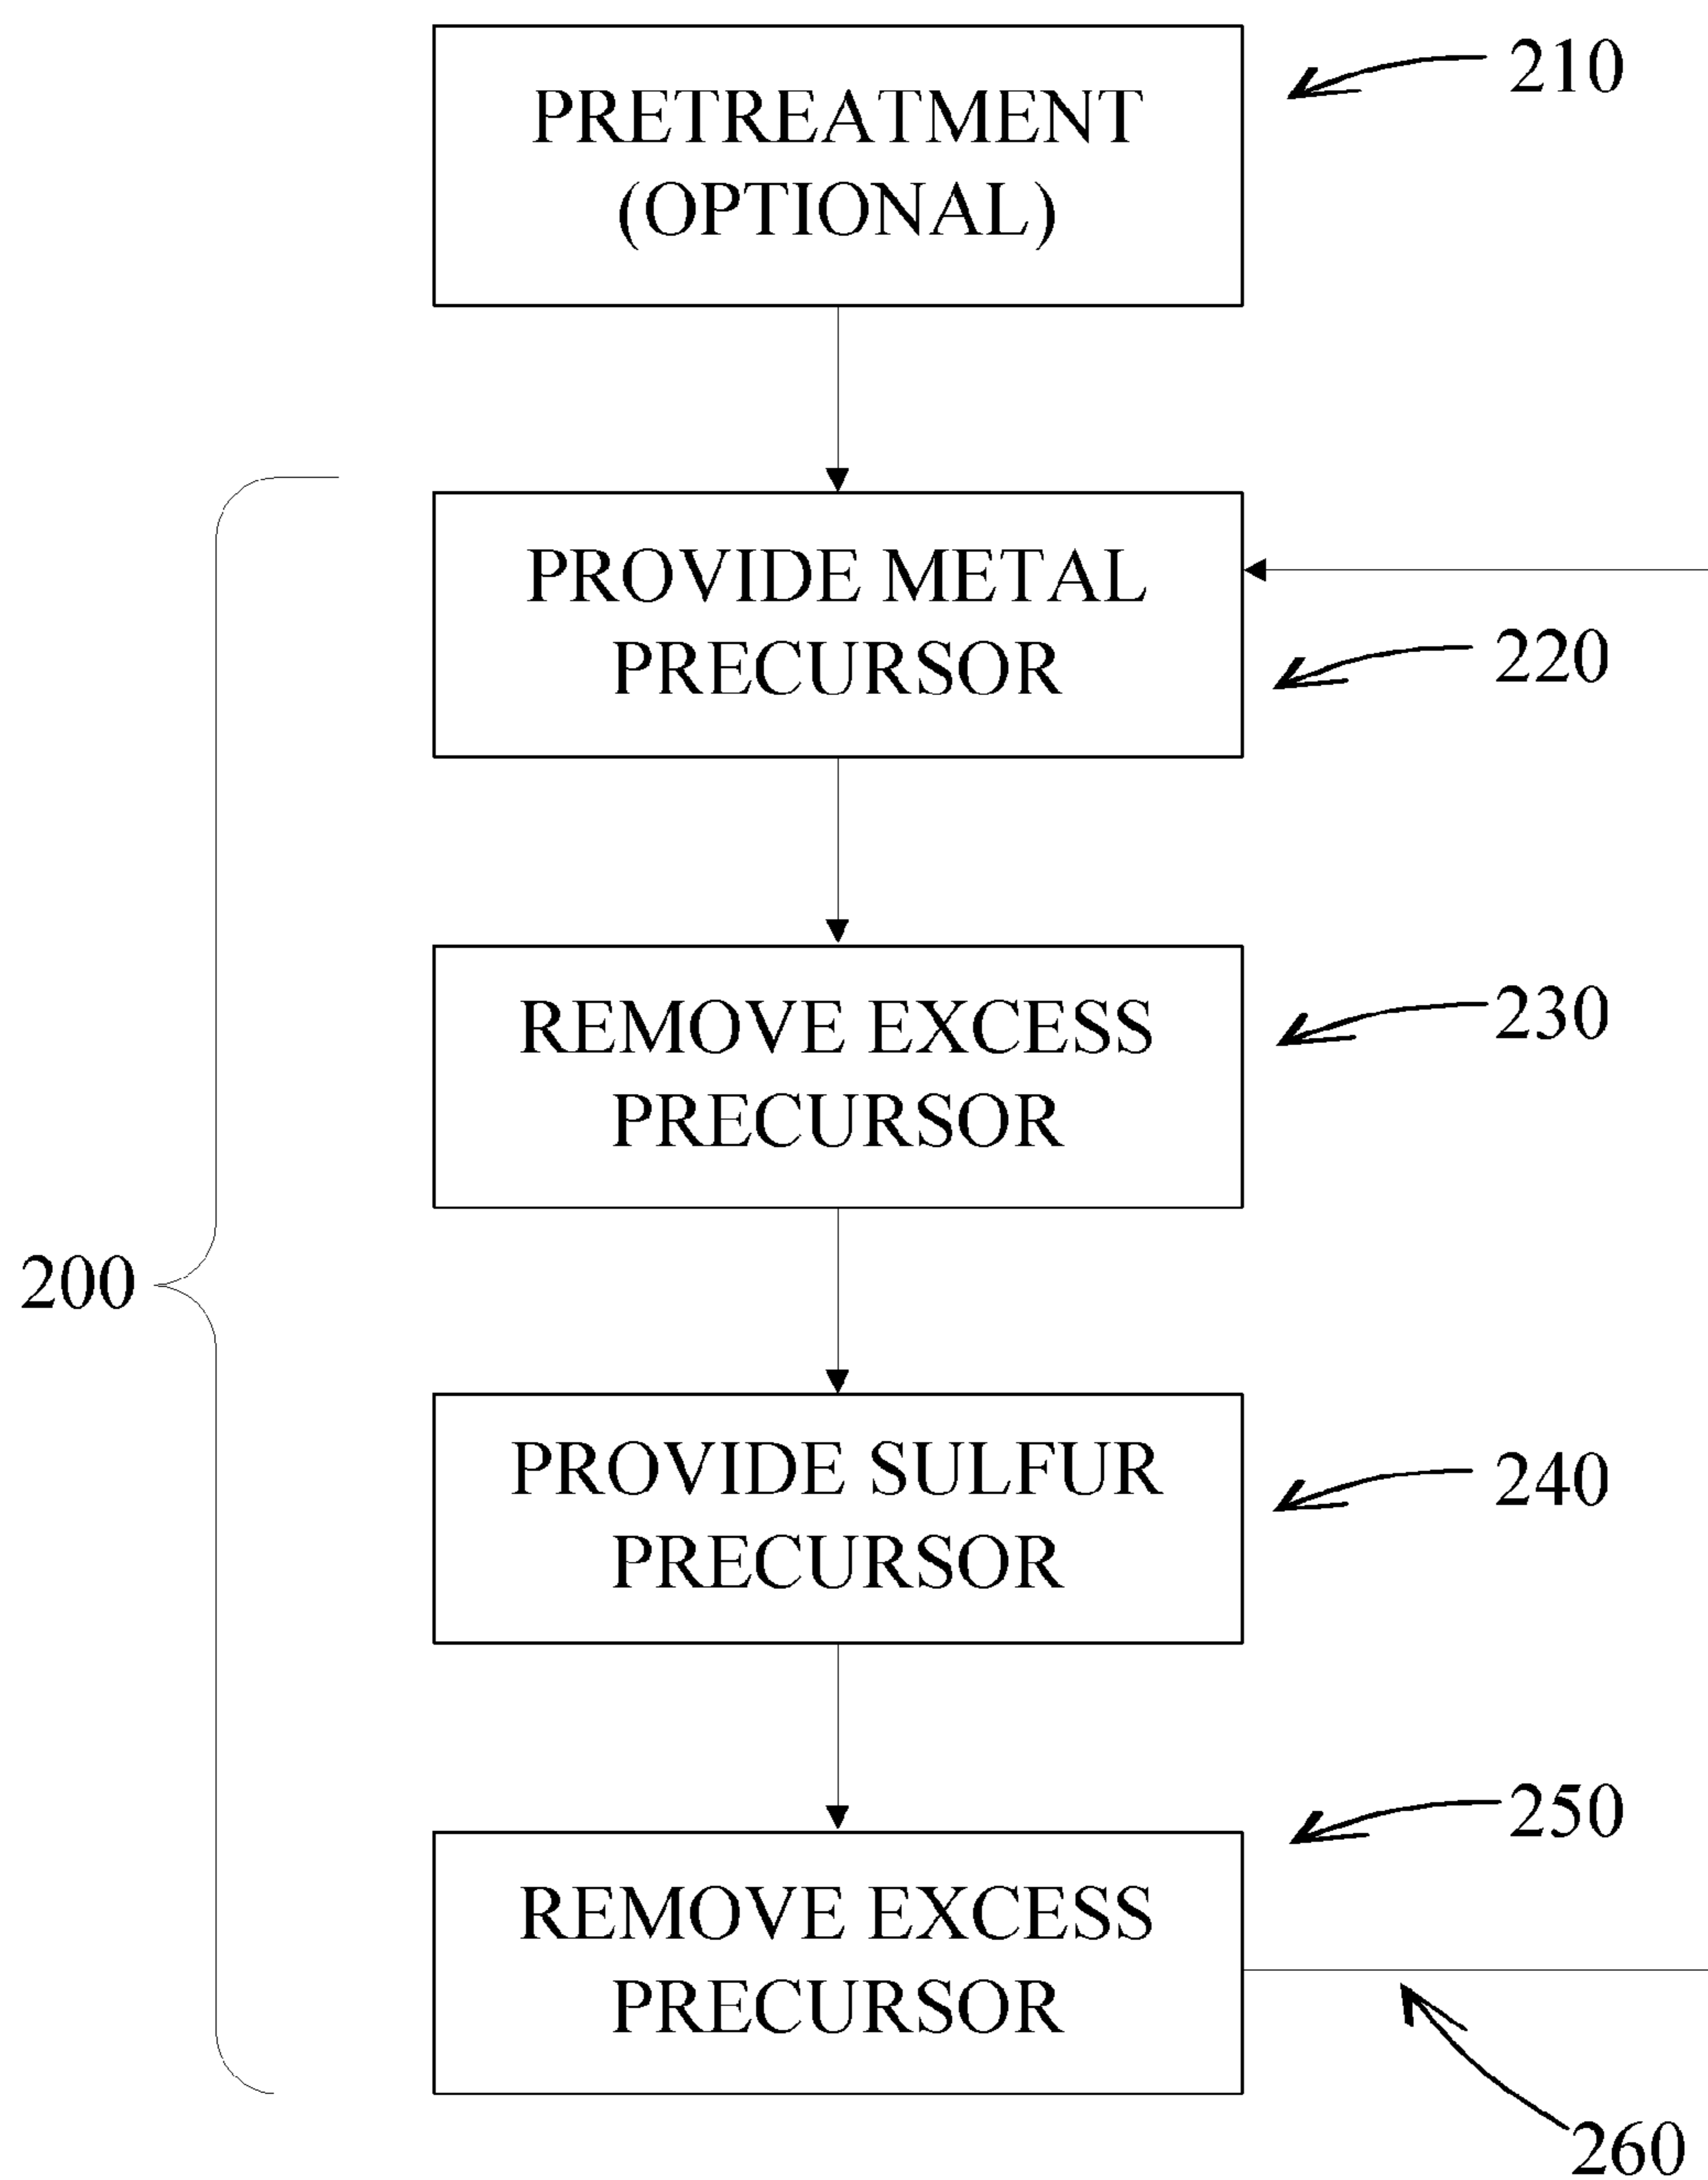 PRETREATMENT
(OPTIONAL)
210
PROVIDE METAL
PRECURSOR
220
REMOVE EXCESS
PRECURSOR
230
200
PROVIDE SULFUR
PRECURSOR
240
250
REMOVE EXCESS
PRECURSOR
260